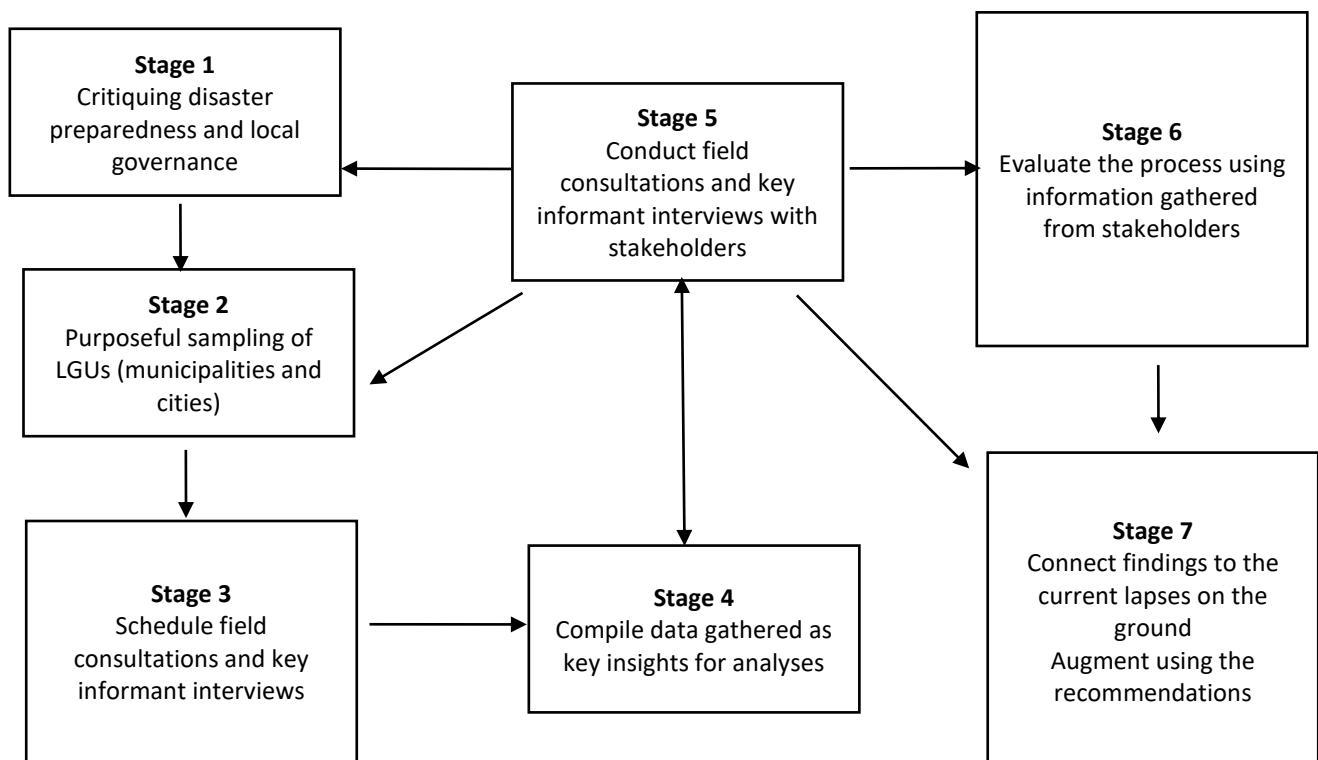 Stage 1
Critiquing disaster
preparedness and local
governance
Stage 2
Purposeful sampling of
LGUs (municipalities and
cities)
Stage 3
Schedule field
consultations and key
informant interviews
Stage 4
Compile data gathered as
key insights for analyses
Stage 5
Conduct field
consultations and key
informant interviews with
stakeholders
Stage 6
Evaluate the process using
information gathered
from stakeholders
Stage 7
Connect findings to the
current lapses on the
ground
Augment using the
recommendations